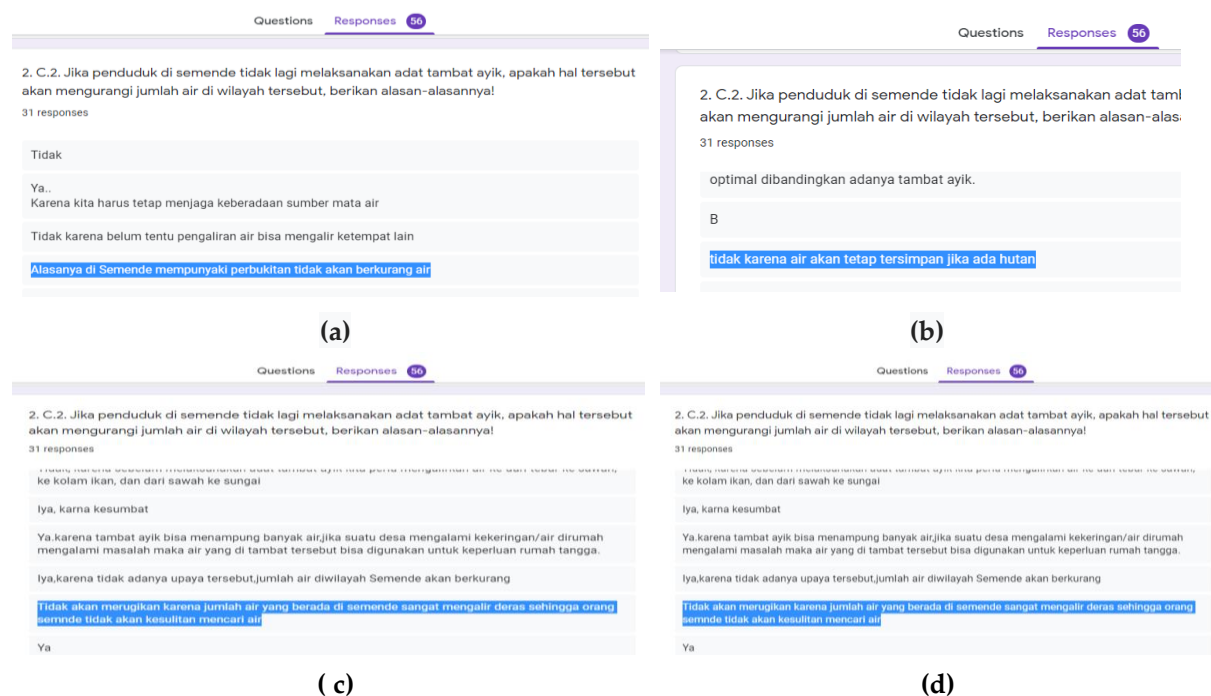 Questions Responses 56
2. C.2. Jika penduduk di semende tidak lagi melaksanakan adat tambat ayik, apakah hal tersebut
akan mengurangi jumlah air di wilayah tersebut, berikan alasan-alasannya!
31 responses
Tidak
Ya..
Karena kita harus tetap menjaga keberadaan sumber mata air
Tidak karena belum tentu pengaliran air bisa mengalir ketempat lain
Alasanya di Semende mempunyaki perbukitan tidak akan berkurang air
(a)
Questions Responses 56
2. C.2. Jika penduduk di semende tidak lagi melaksanakan adat
akan mengurangi jumlah air di wilayah tersebut, berikan
31 responses
optimal dibandingkan adanya tambat ayik.
B
tidak karena air akan tetap tersimpan jika ada hutan
(b)
Questions Responses 56
2. C.2. Jika penduduk di semende tidak lagi melaksanakan adat tambat ayik, apakah hal tersebut
akan mengurangi jumlah air di wilayah tersebut, berikan alasan-alasannya!
31 responses
ke kolam ikan, dan dari sawah ke sungai
Iya, karna kesumbat
Ya.karena tambat ayik bisa menampung banyak air,jika suatu desa mengalami kekeringan/air dirumah
mengalami masalah maka air yang di tambat tersebut bisa digunakan untuk keperluan rumah tangga.
Iya,karena tidak adanya upaya tersebut,jumlah air diwilayah Semende akan berkurang
Tidak akan merugikan karena jumlah air yang berada di semende sangat mengalir deras sehingga orang
semnde tidak akan kesulitan mencari air
Ya
( c)
Questions Responses 56
2. C.2. Jika penduduk di semende tidak lagi melaksanakan adat tambat ayik, apakah hal tersebut
akan mengurangi jumlah air di wilayah tersebut, berikan alasan-alasannya!
31 responses
ke kolam ikan, dan dari sawah ke sungai
Iya, karna kesumbat
Ya.karena tambat ayik bisa menampung banyak air,jika suatu desa mengalami kekeringan/air dirumah
mengalami masalah maka air yang di tambat tersebut bisa digunakan untuk keperluan rumah tangga.
Iya,karena tidak adanya upaya tersebut,jumlah air diwilayah Semende akan berkurang
Tidak akan merugikan karena jumlah air yang berada di semende sangat mengalir deras sehingga orang
semnde tidak akan kesulitan mencari air
Ya
(d)